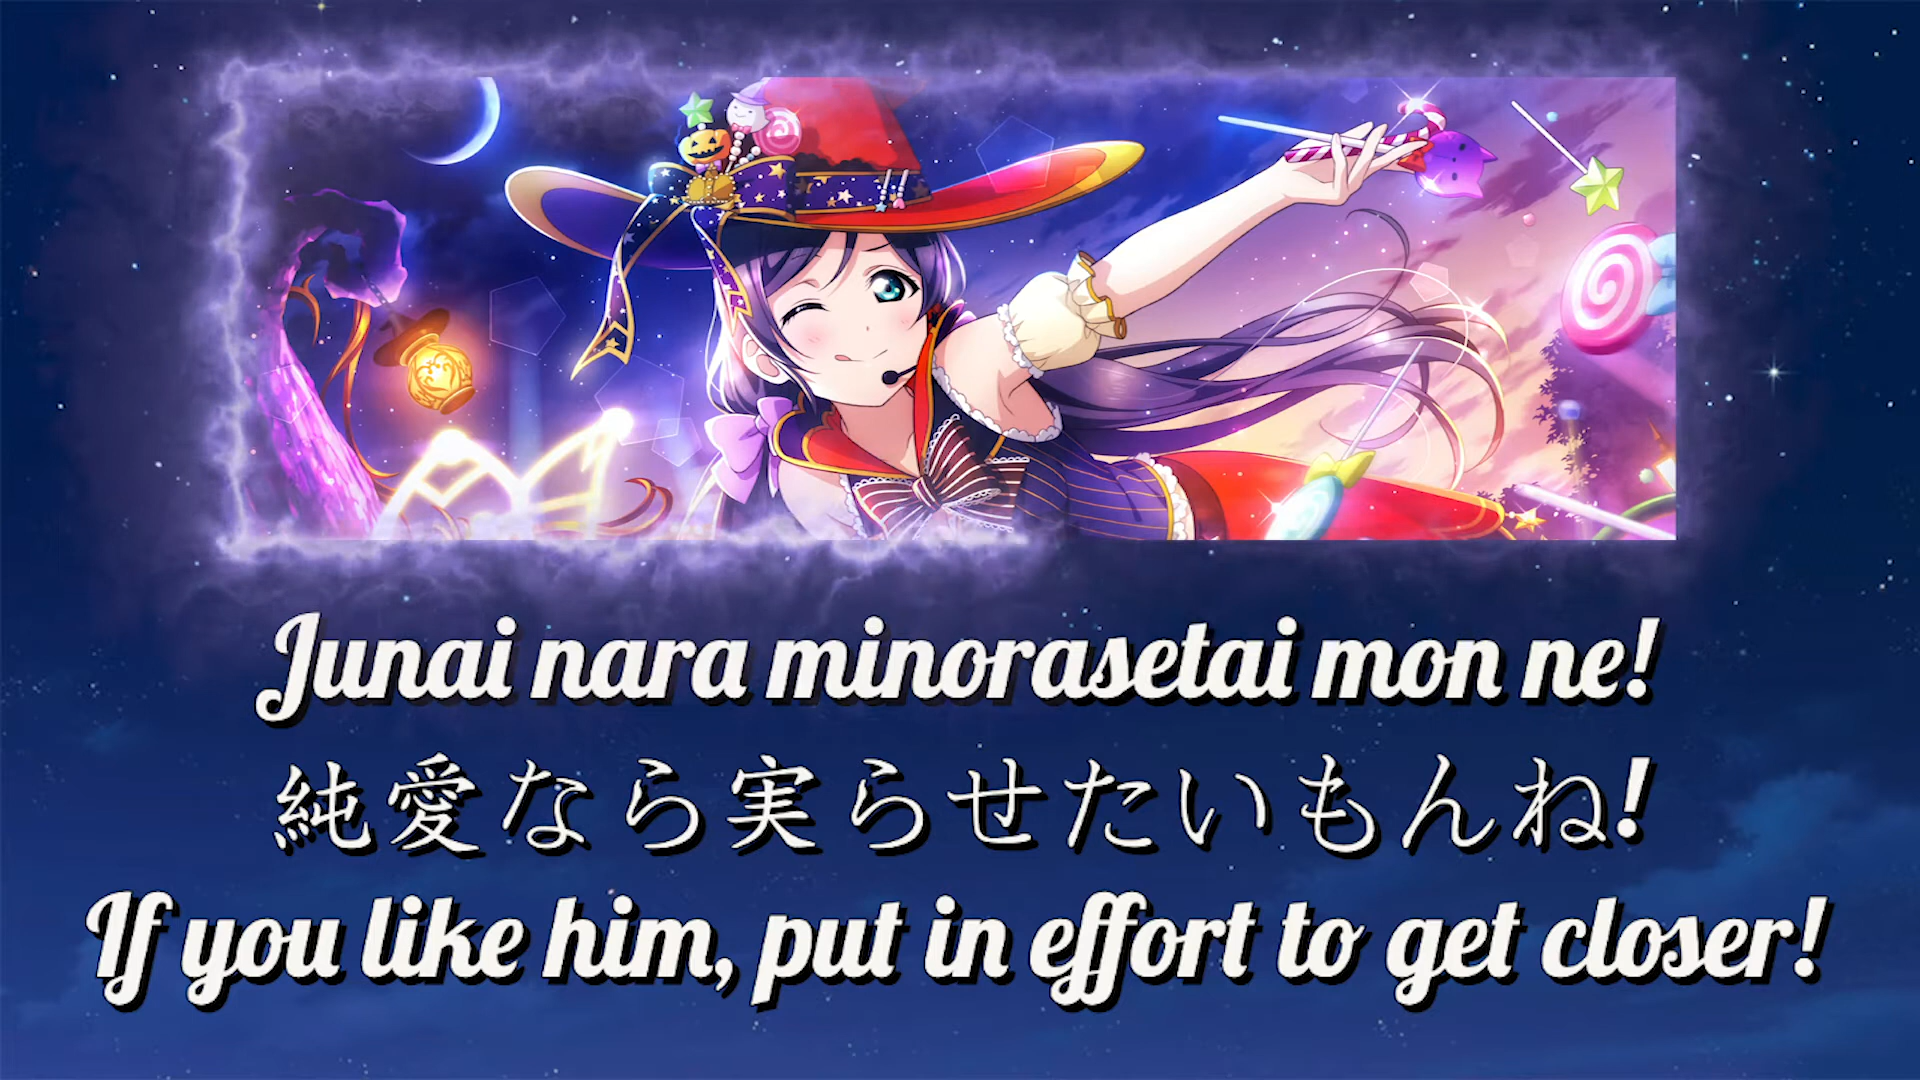 Junai nara minorasetai mon ne!
純愛なら実らせたいもんね!
If you like him, put in effort to get closer!